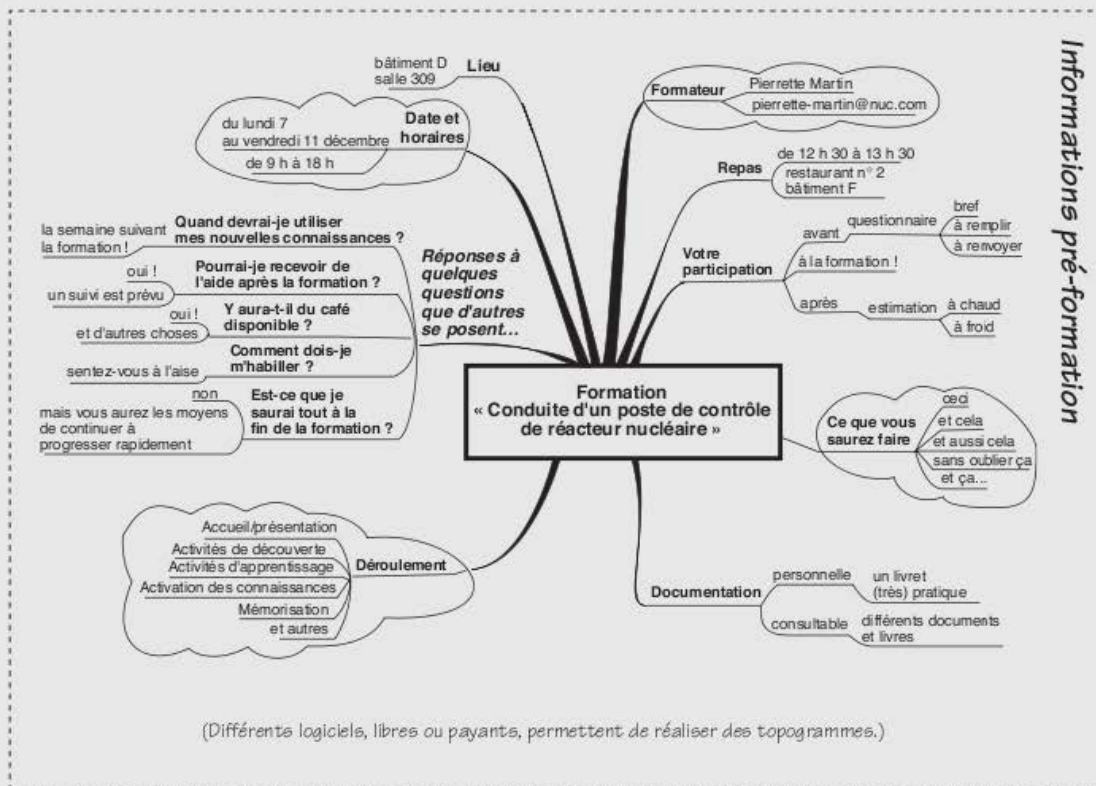 Informations pré-formation
Formation
« Conduite d'un poste de contrôle
de réacteur nucléaire »
Lieu
bâtiment D
salle 309
Date et
horaires
du lundi 7
au vendredi 11 décembre
de 9 h à 18 h
Réponses à
quelques
questions
que d'autres
se posent...
Quand devrai-je utiliser
mes nouvelles connaissances ?
la semaine suivant
la formation !
Pourrai-je recevoir de
l'aide après la formation ?
oui !
un suivi est prévu
Y aura-t-il du café
disponible ?
oui !
et d'autres choses
Comment dois-je
m'habiller ?
sentez-vous à l'aise
Est-ce que je
saurai tout à la
fin de la formation ?
non
mais vous aurez les moyens
de continuer à
progresser rapidement
Déroulement
Accueil/présentation
Activités de découverte
Activités d'apprentissage
Activation des connaissances
Mémorisation
et autres
Formateur
Pierrette Martin
pierrette-martin@nuc.com
Repas
de 12 h 30 à 13 h 30
restaurant n° 2
bâtiment F
Votre
participation
avant
questionnaire
bref
à remplir
à renvoyer
à la formation !
après
estimation
à chaud
à froid
Ce que vous
saurez faire
ceci
et cela
et aussi cela
sans oublier ça
et ça...
Documentation
personnelle
un livret
(très) pratique
consultable
différents documents
et livres
(Différents logiciels, libres ou payants, permettent de réaliser des topogrammes.)